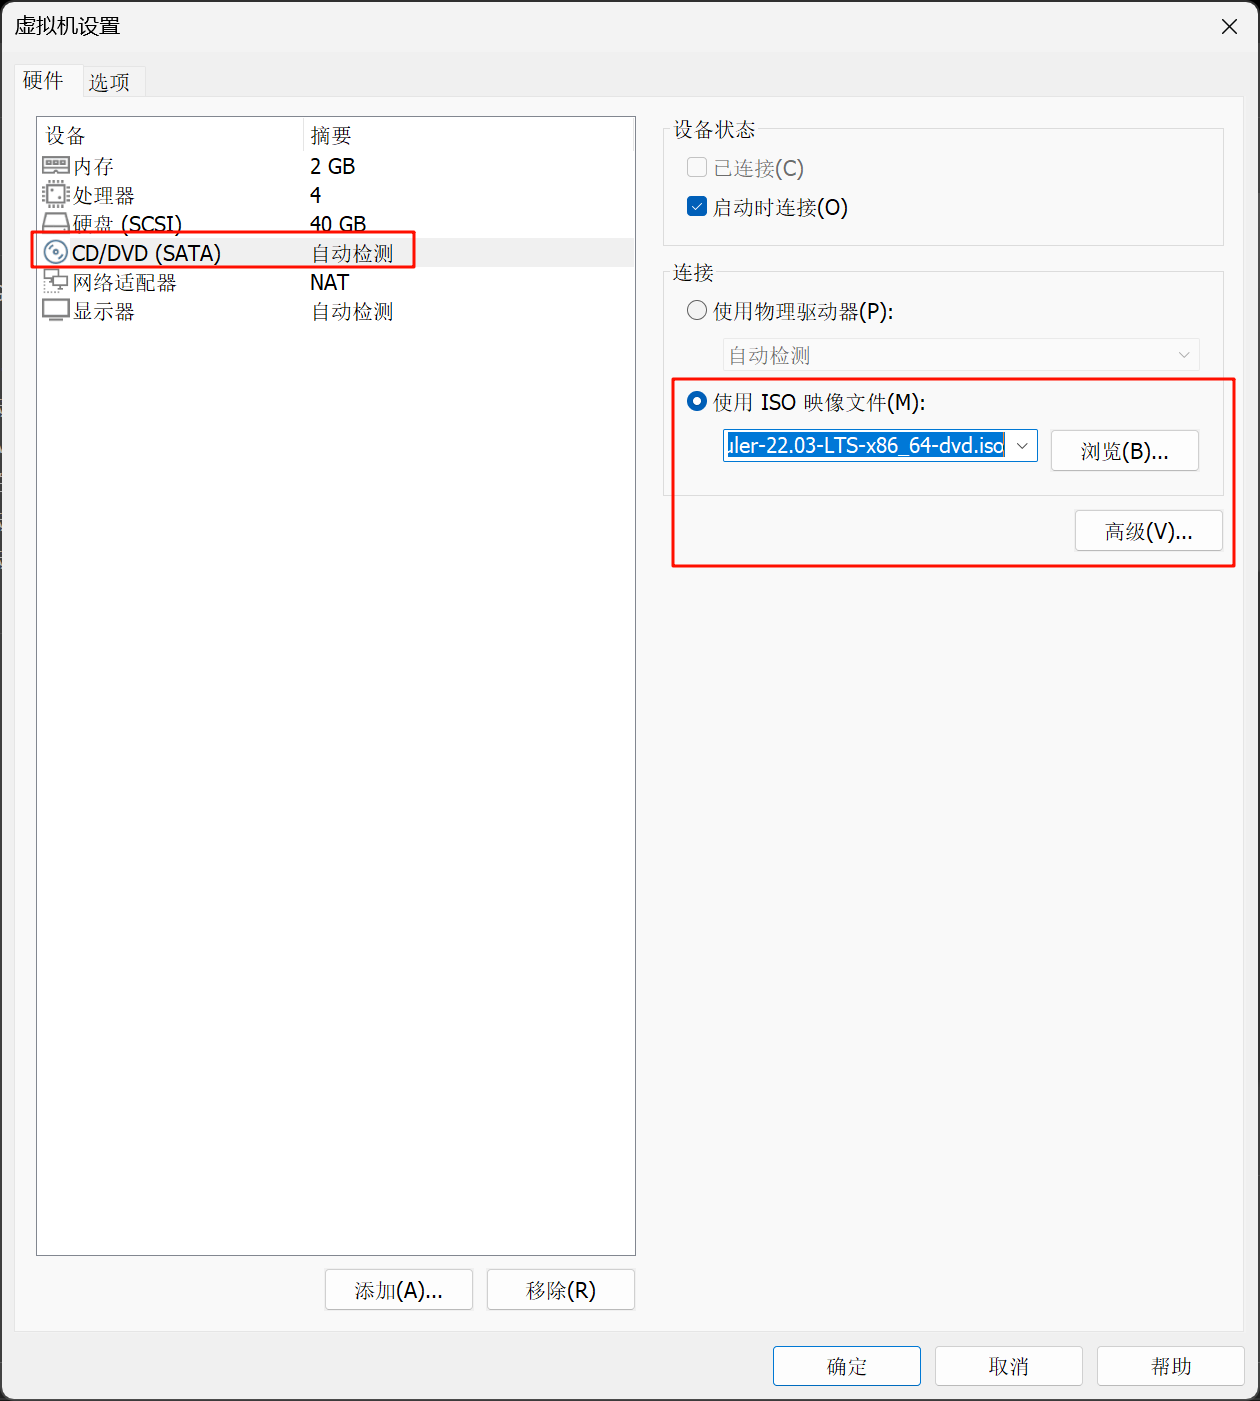 虚拟机设置
硬件 选项
设备 摘要
内存 2 GB
处理器 4
硬盘 (SCSI) 40 GB
CD/DVD (SATA) 自动检测
网络适配器 NAT
显示器 自动检测
添加(A)... 移除(R)
设备状态
已连接(C)
启动时连接(O)
连接
使用物理驱动器(P):
自动检测
使用 ISO 映像文件(M):
uler-22.03-LTS-x86_64-dvd.iso 浏览(B)...
高级(V)...
确定 取消 帮助